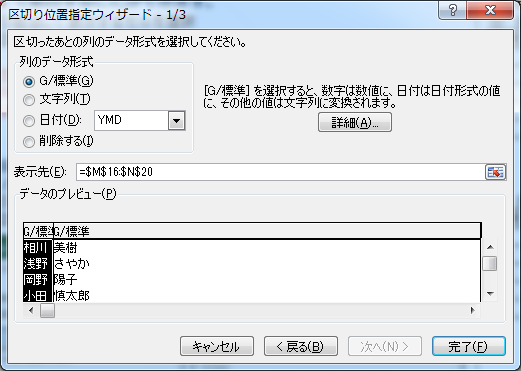 区切り位置指定ウィザード - 1/3
区切ったあとの列のデータ形式を選択してください。
列のデータ形式
G/標準(G)
文字列(T)
日付(D): YMD
削除する(I)
[G/標準] を選択すると、数字は数値に、日付は日付形式の値
に、その他の値は文字列に変換されます。
詳細(A)...
表示先(E): =$M$16:$N$20
データのプレビュー(P)
G/標準 G/標準
相川 美樹
浅野 さやか
岡野 陽子
小田 慎太郎
キャンセル < 戻る(B) 次へ(N) > 完了(F)